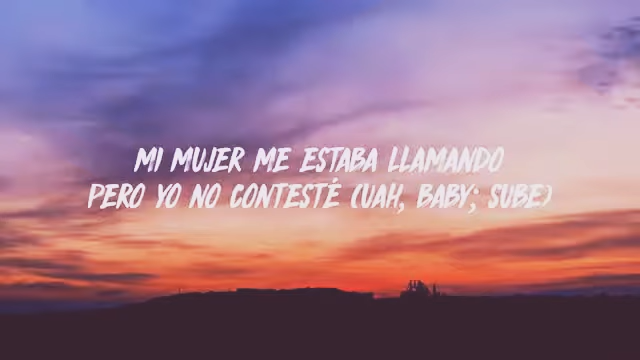 MI MUJER ME ESTABA LLAMANDO
PERO YO NO CONTESTÉ (UAH, BABY; SUBE)